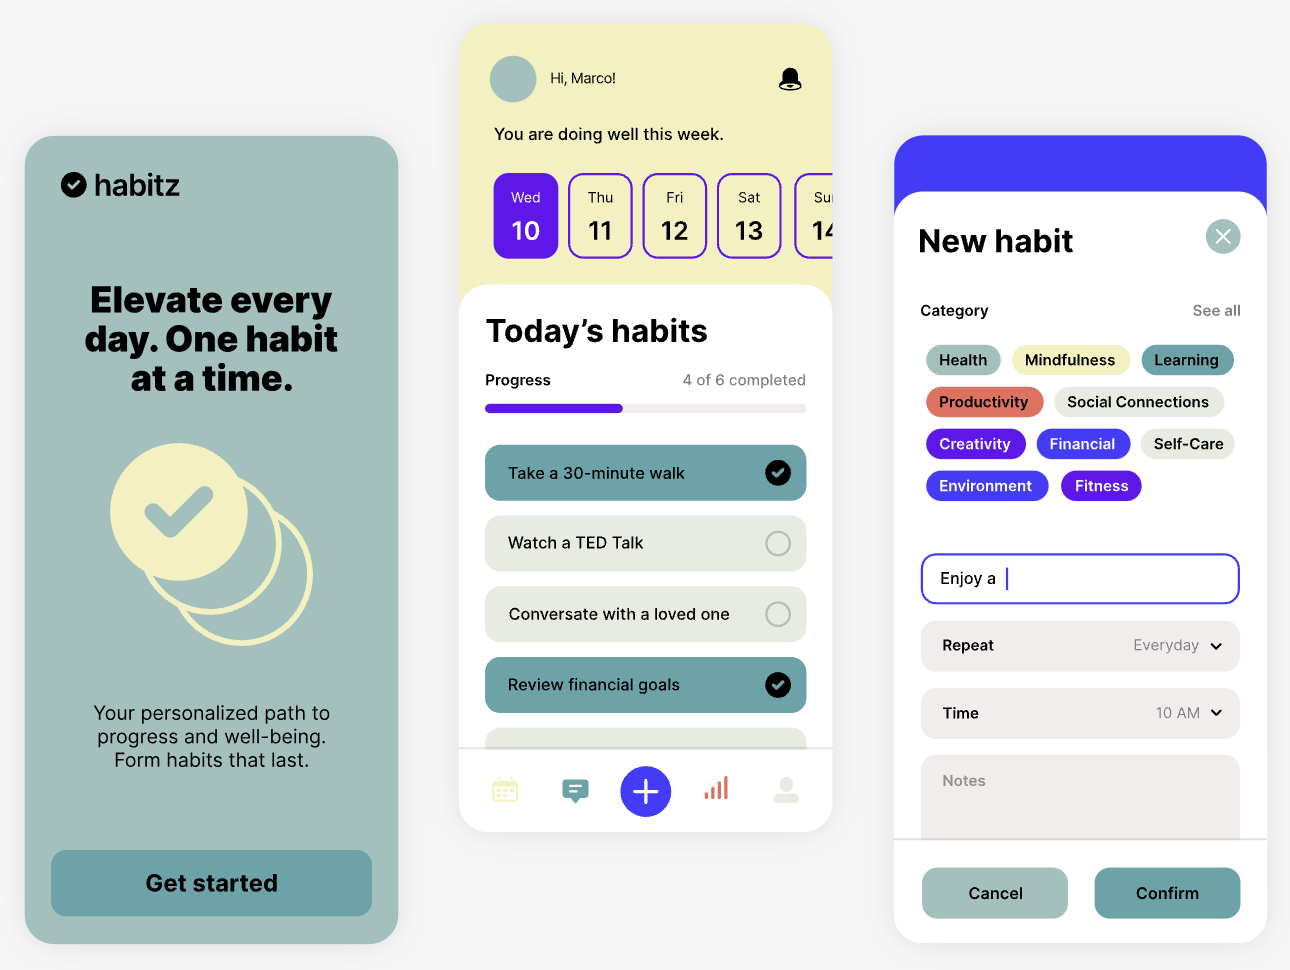 habitz
Elevate every
day. One habit
at a time.
Your personalized path to
progress and well-being.
Form habits that last.
Get started
Hi, Marco!
You are doing well this week.
Wed Thu Fri Sat Su
10 11 12 13 14
Today's habits
Progress 4 of 6 completed
Take a 30-minute walk
Watch a TED Talk
Conversate with a loved one
Review financial goals
New habit
Category See all
Health Mindfulness Learning
Productivity Social Connections
Creativity Financial Self-Care
Environment Fitness
Enjoy a
Repeat Everyday
Time 10 AM
Notes
Cancel Confirm